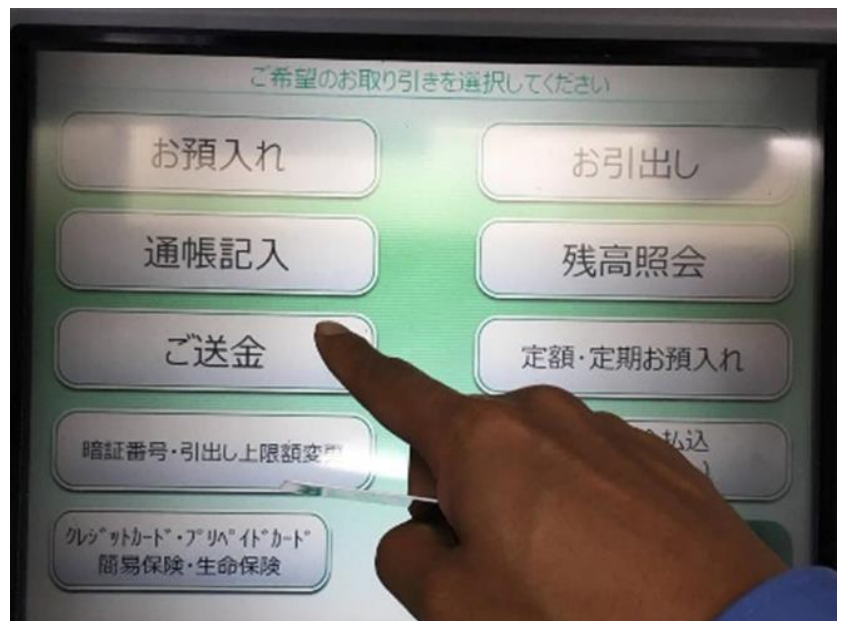 ご希望のお取り引きを選択してください
お預入れ
お引出し
通帳記入
残高照会
ご送金
定額・定期お預入れ
暗証番号・引出し上限額変更
払込
クレジットカード・プリペイドカード
簡易保険・生命保険